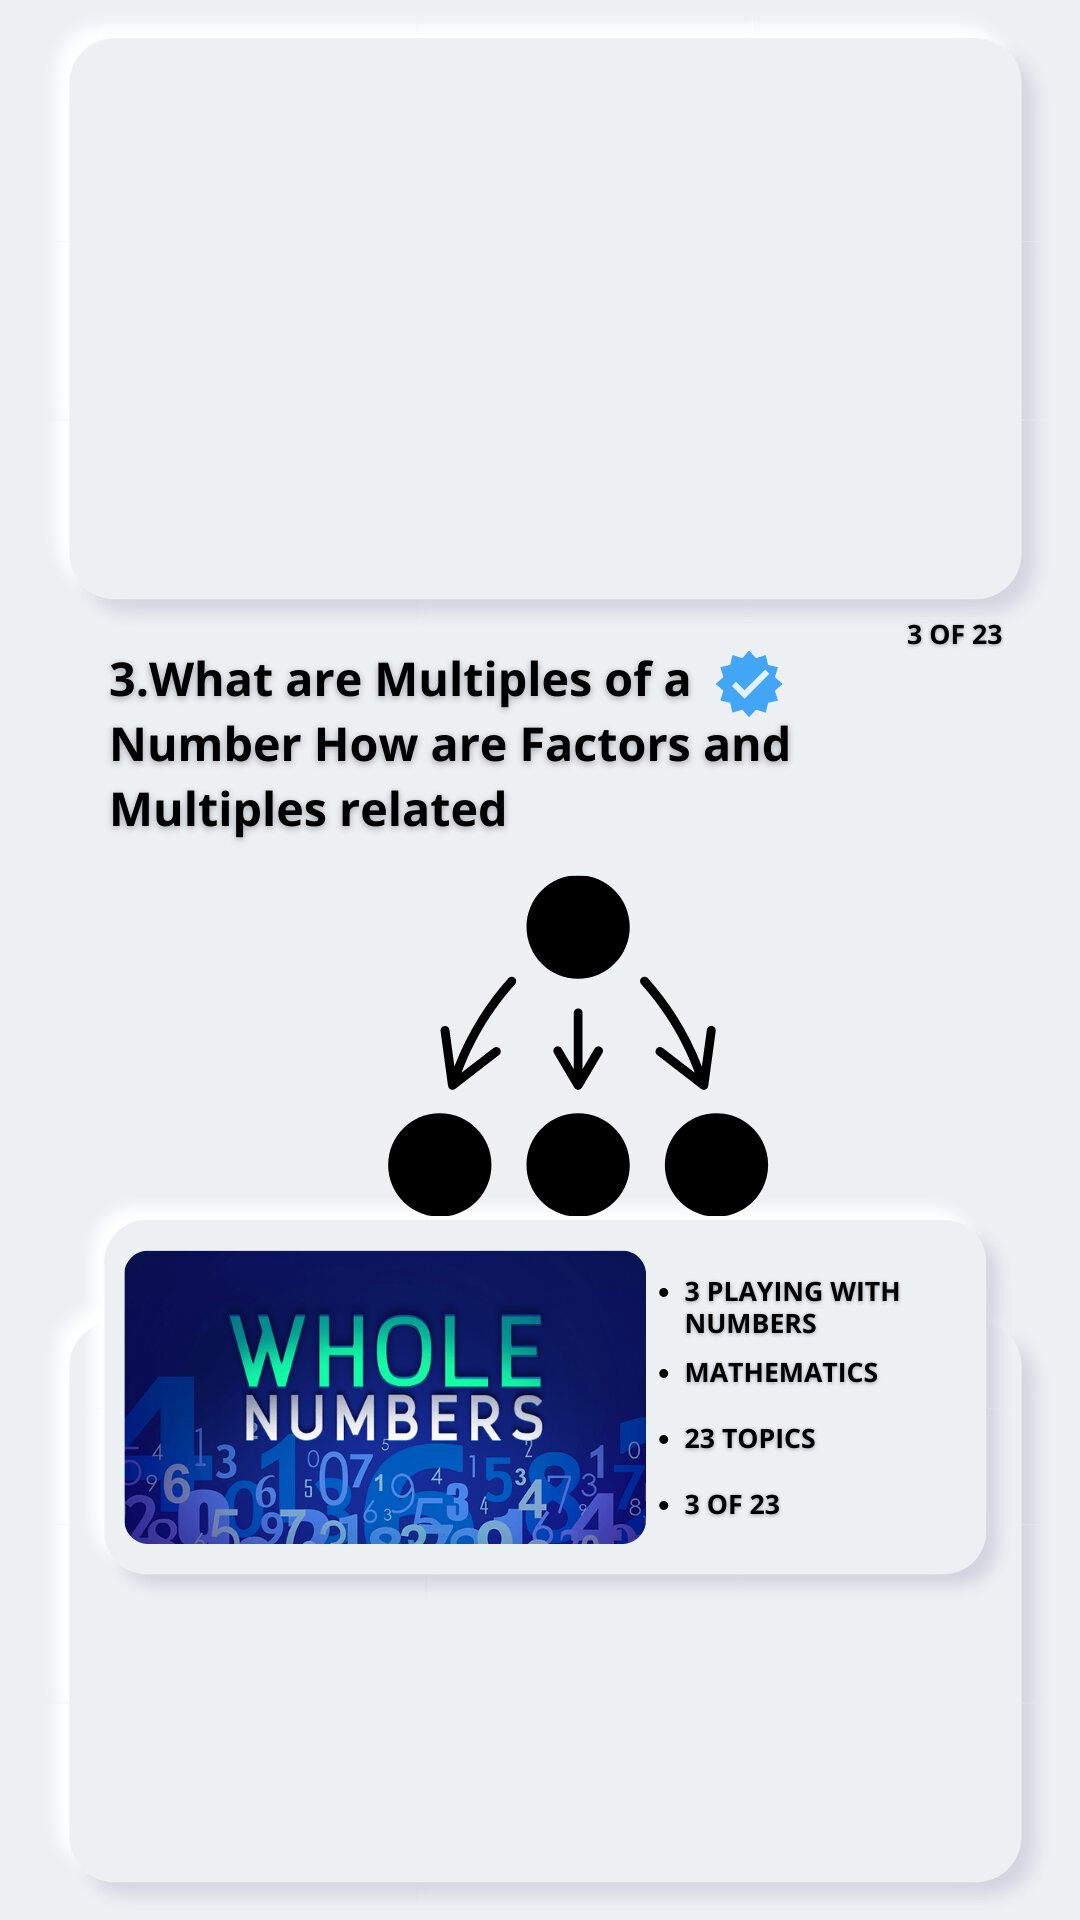 3 OF 23
3.What are Multiples of a
Number How are Factors and
Multiples related
WHOLE
NUMBERS
• 3 PLAYING WITH
NUMBERS
• MATHEMATICS
• 23 TOPICS
• 3 OF 23